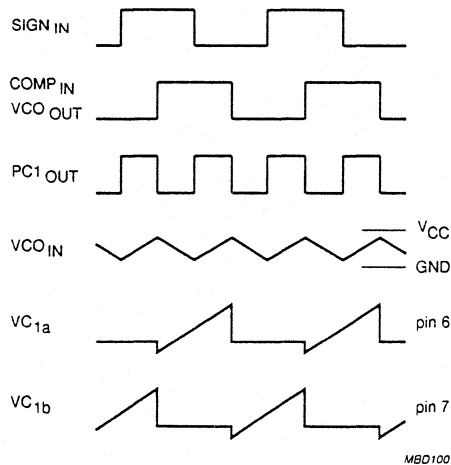 SIGN IN
COMP IN
VCO OUT
PC1 OUT
VCO IN
VCC
GND
VC1a
pin 6
VC1b
pin 7
MBD100